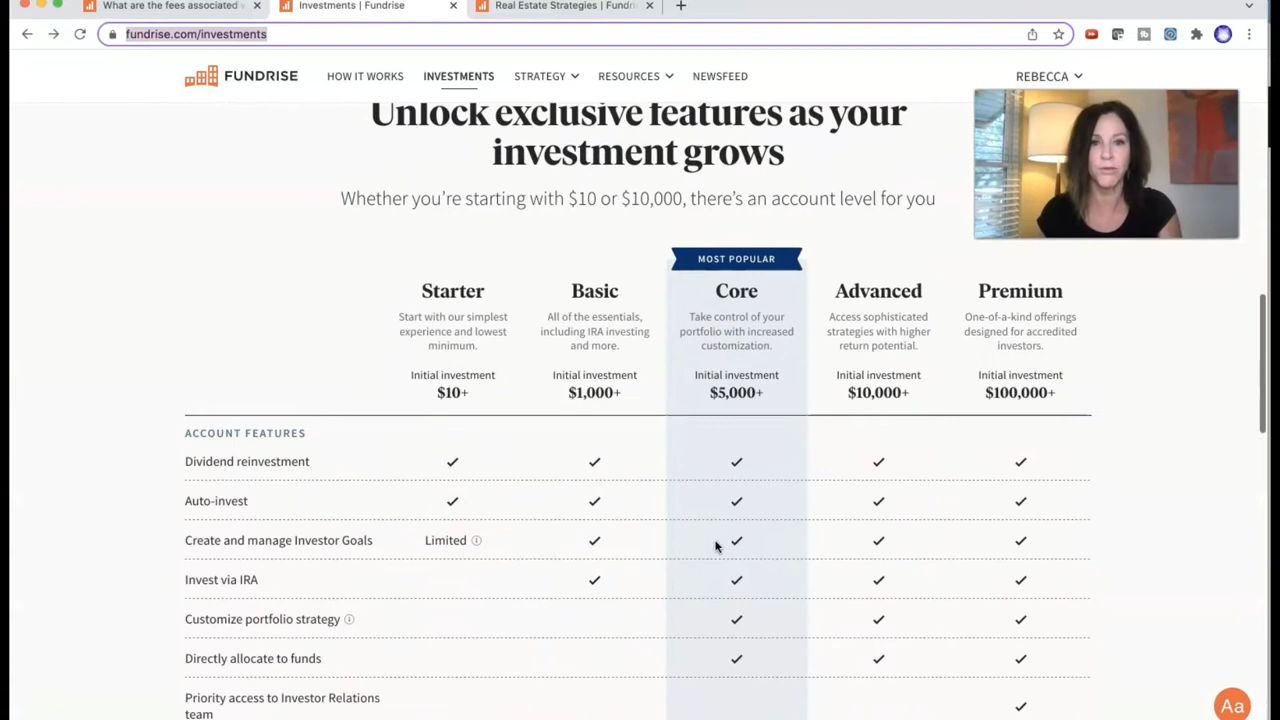 What are the fees associated
Investments | Fundrise
Real Estate Strategies | Fundri
fundrise.com/investments
FUNDRISE
HOW IT WORKS
INVESTMENTS
STRATEGY
RESOURCES
NEWSFEED
REBECCA
Unlock exclusive features as your
investment grows
Whether you're starting with $10 or $10,000, there's an account level for you
MOST POPULAR
Starter
Start with our simplest
experience and lowest
minimum.
Initial investment
$10+
Basic
All of the essentials,
including IRA investing
and more.
Initial investment
$1,000+
Core
Take control of your
portfolio with increased
customization.
Initial investment
$5,000+
Advanced
Access sophisticated
strategies with higher
return potential.
Initial investment
$10,000+
Premium
One-of-a-kind offerings
designed for accredited
investors.
Initial investment
$100,000+
ACCOUNT FEATURES
Dividend reinvestment
Auto-invest
Create and manage Investor Goals
Limited
Invest via IRA
Customize portfolio strategy
Directly allocate to funds
Priority access to Investor Relations
team
Aa